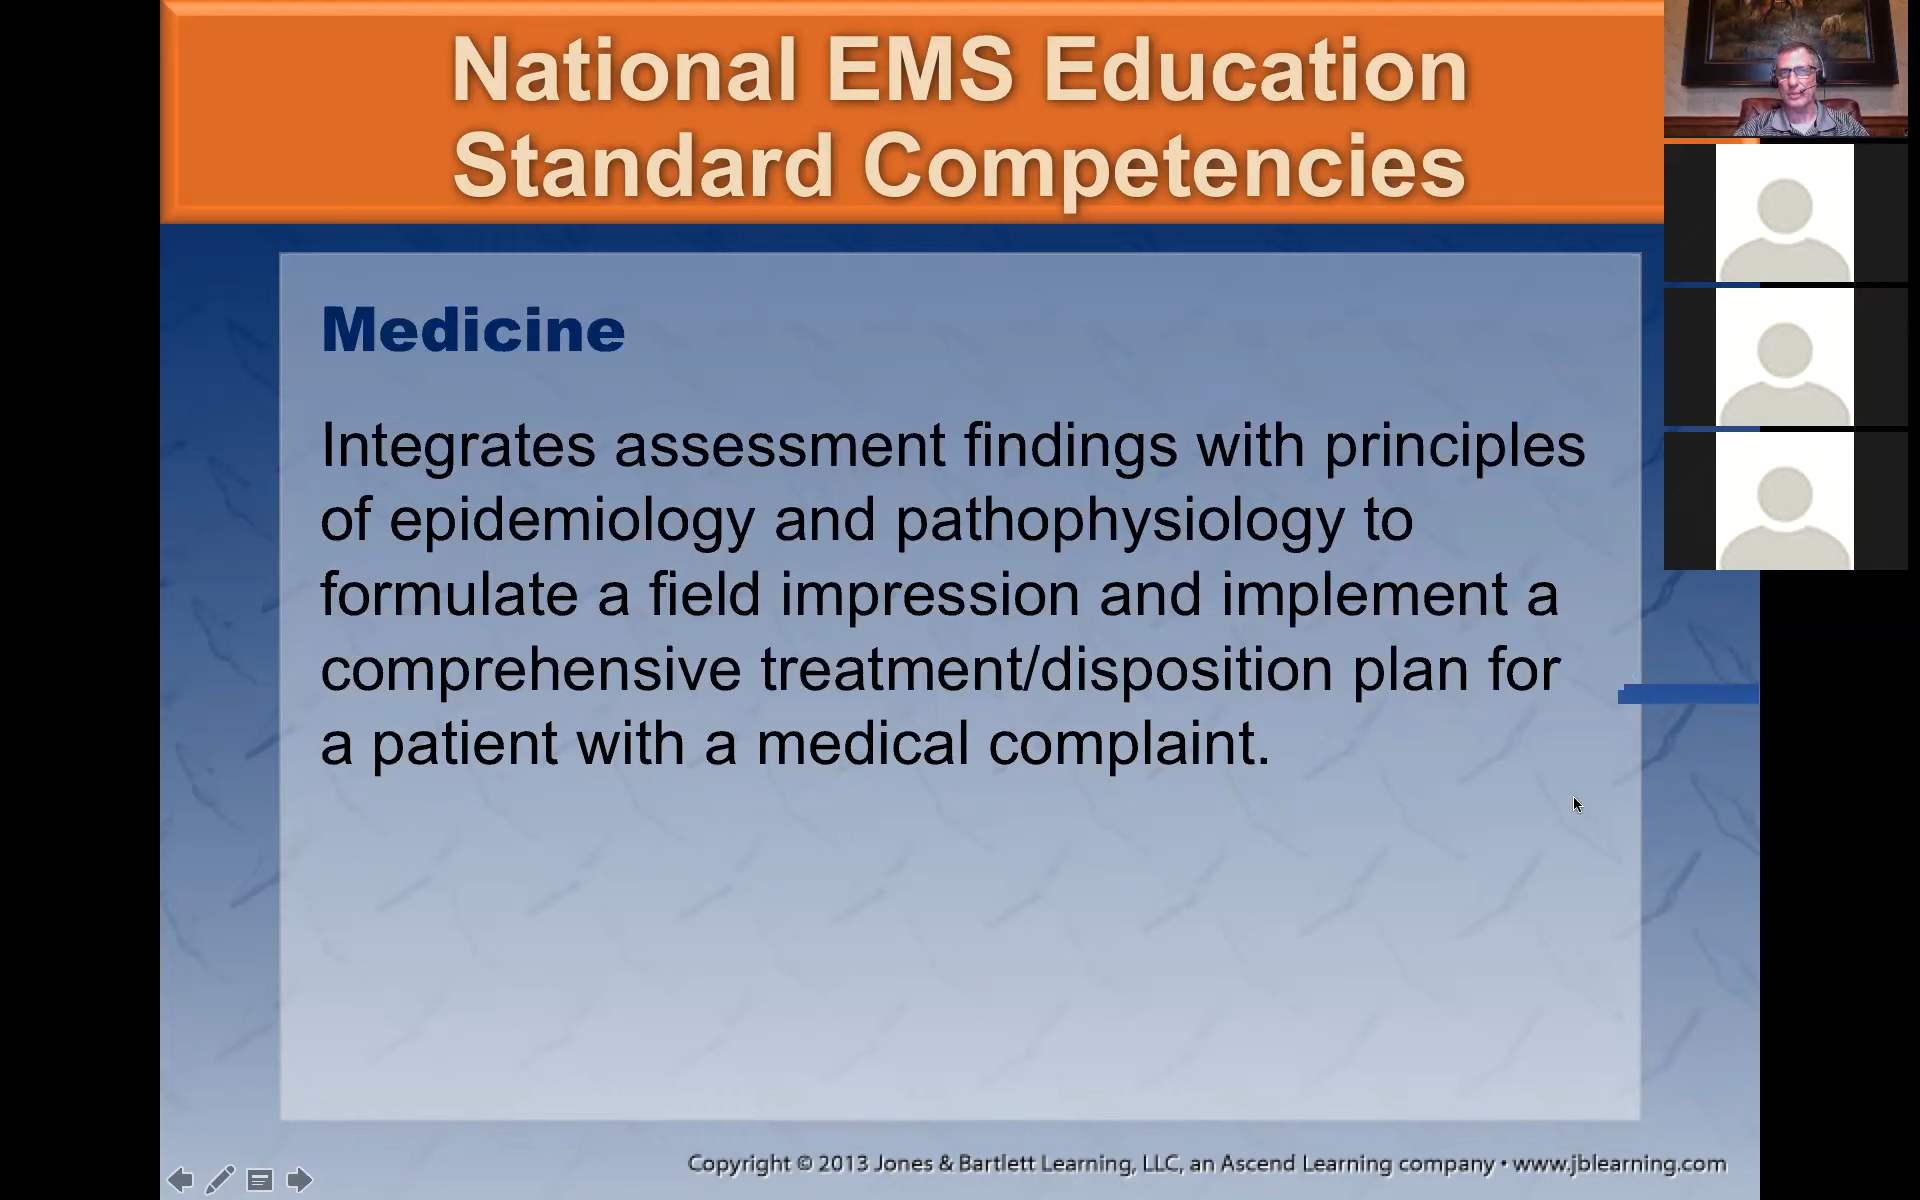 National EMS Education
Standard Competencies
Medicine
Integrates assessment findings with principles
of epidemiology and pathophysiology to
formulate a field impression and implement a
comprehensive treatment/disposition plan for
a patient with a medical complaint.
Copyright © 2013 Jones & Bartlett Learning, LLC, an Ascend Learning company • www.jblearning.com